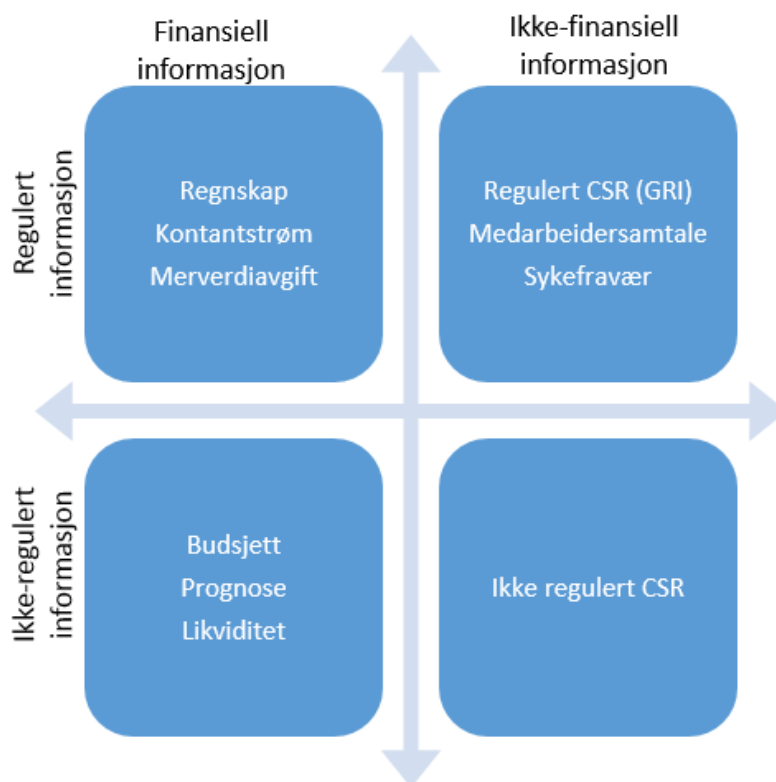 Finansiell
informasjon
Ikke-finansiell
informasjon
Regulert
informasjon
Regnskap
Kontantstrøm
Merverdiavgift
Regulert CSR (GRI)
Medarbeidersamtale
Sykefravær
Ikke-regulert
informasjon
Budsjett
Prognose
Likviditet
Ikke regulert CSR